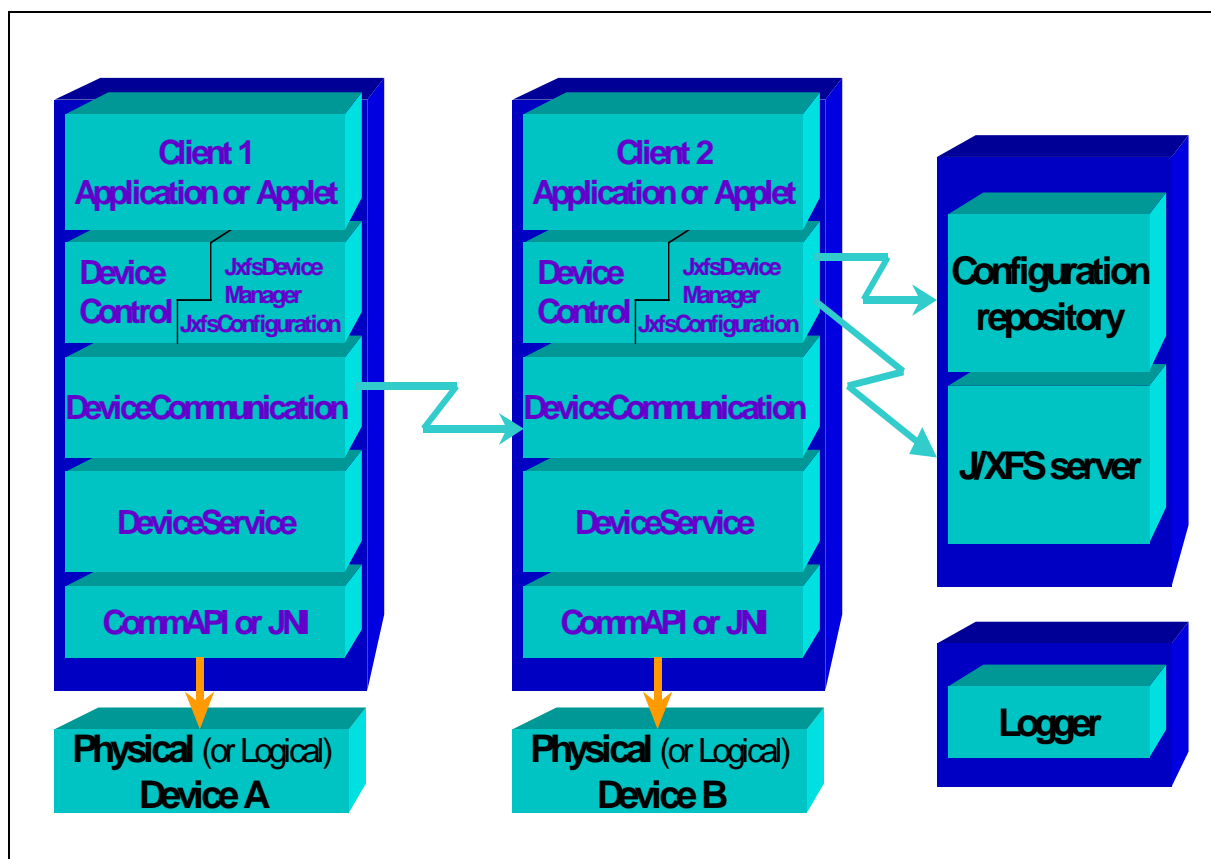 Client 1
Application or Applet
Device
Control
JxfsDevice
Manager
JxfsConfiguration
DeviceCommunication
DeviceService
CommAPI or JNI
Physical (or Logical)
Device A
Client 2
Application or Applet
Device
Control
JxfsDevice
Manager
JxfsConfiguration
DeviceCommunication
DeviceService
CommAPI or JNI
Physical (or Logical)
Device B
Configuration
repository
J/XFS server
Logger